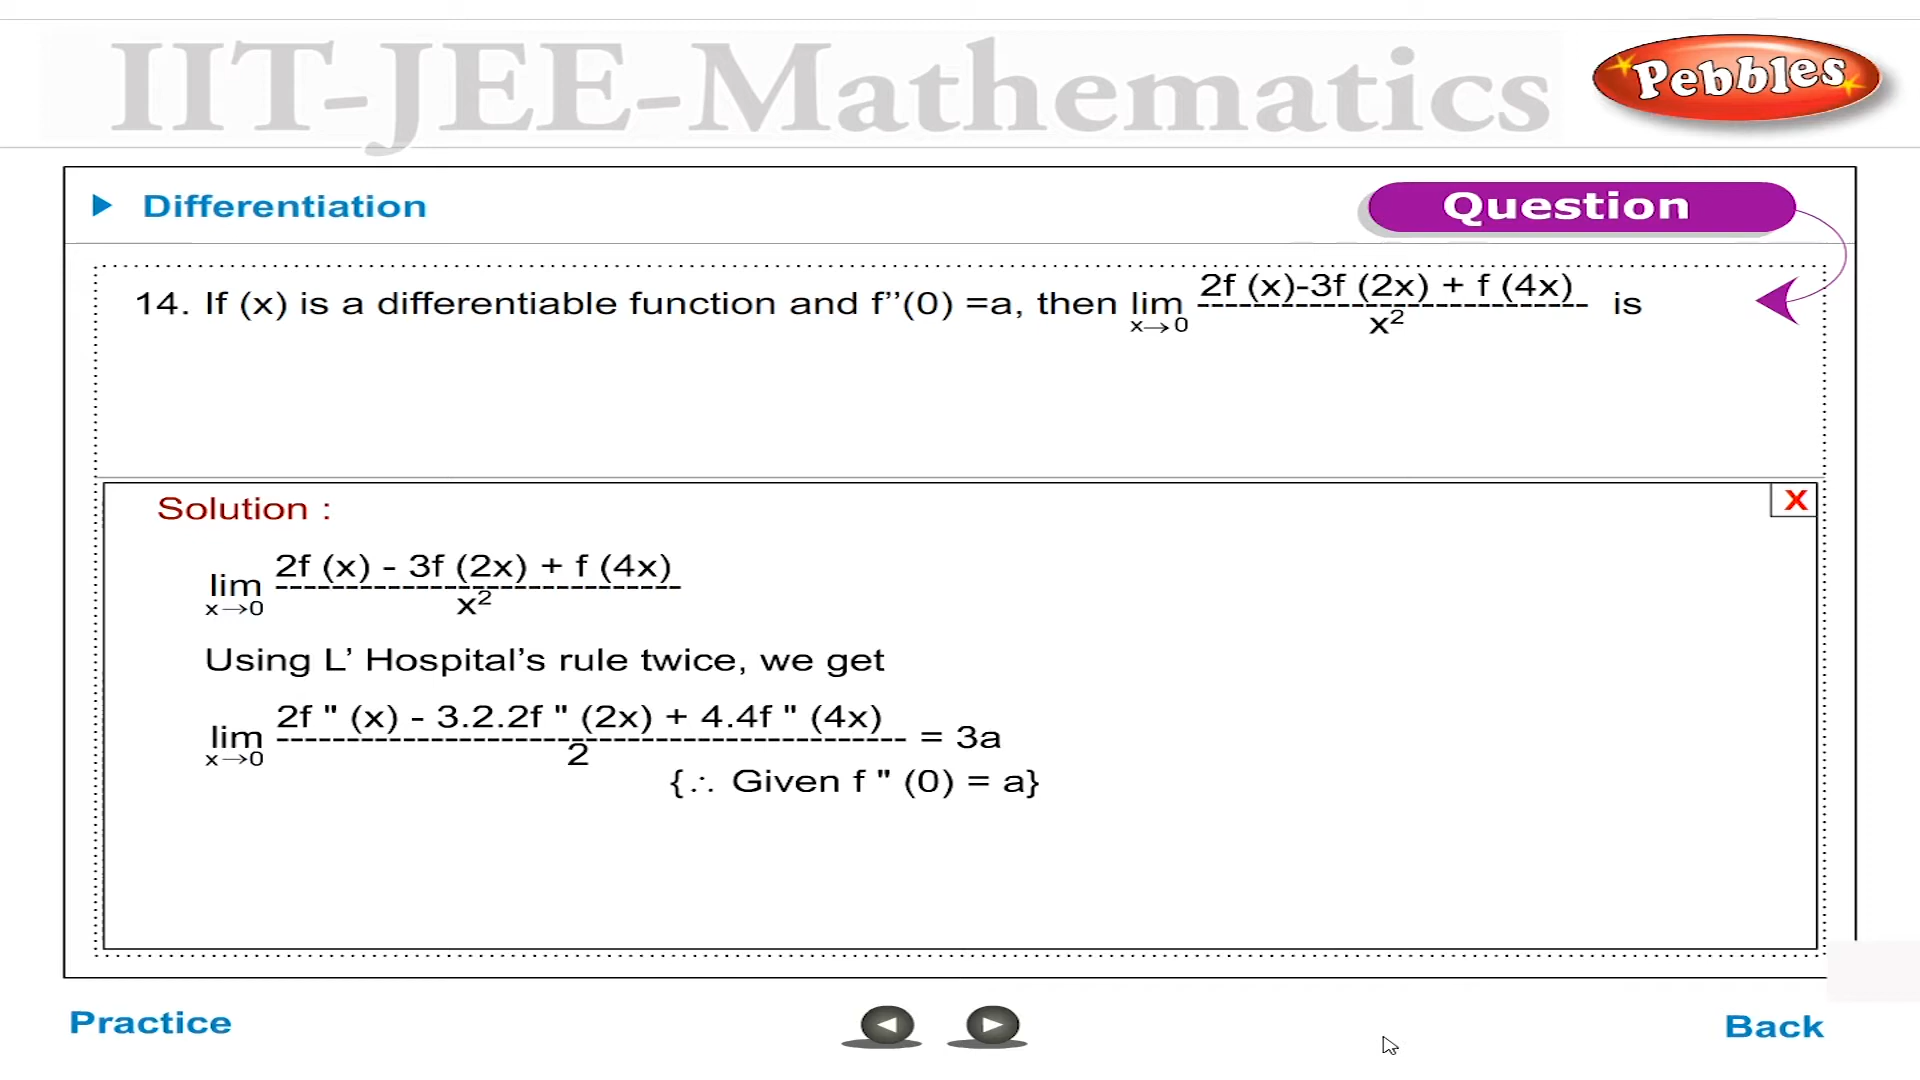 IIT-JEE-Mathematics
Pebbles
Differentiation
Question
14. If (x) is a differentiable function and f’’(0) =a, then lim x→0 2f (x)-3f (2x) + f (4x) / x² is
Solution :
X
lim x→0 2f (x) - 3f (2x) + f (4x) / x²
Using L’ Hospital’s rule twice, we get
lim x→0 2f " (x) - 3.2.2f " (2x) + 4.4f " (4x) / 2 = 3a
{∴ Given f " (0) = a}
Practice
Back